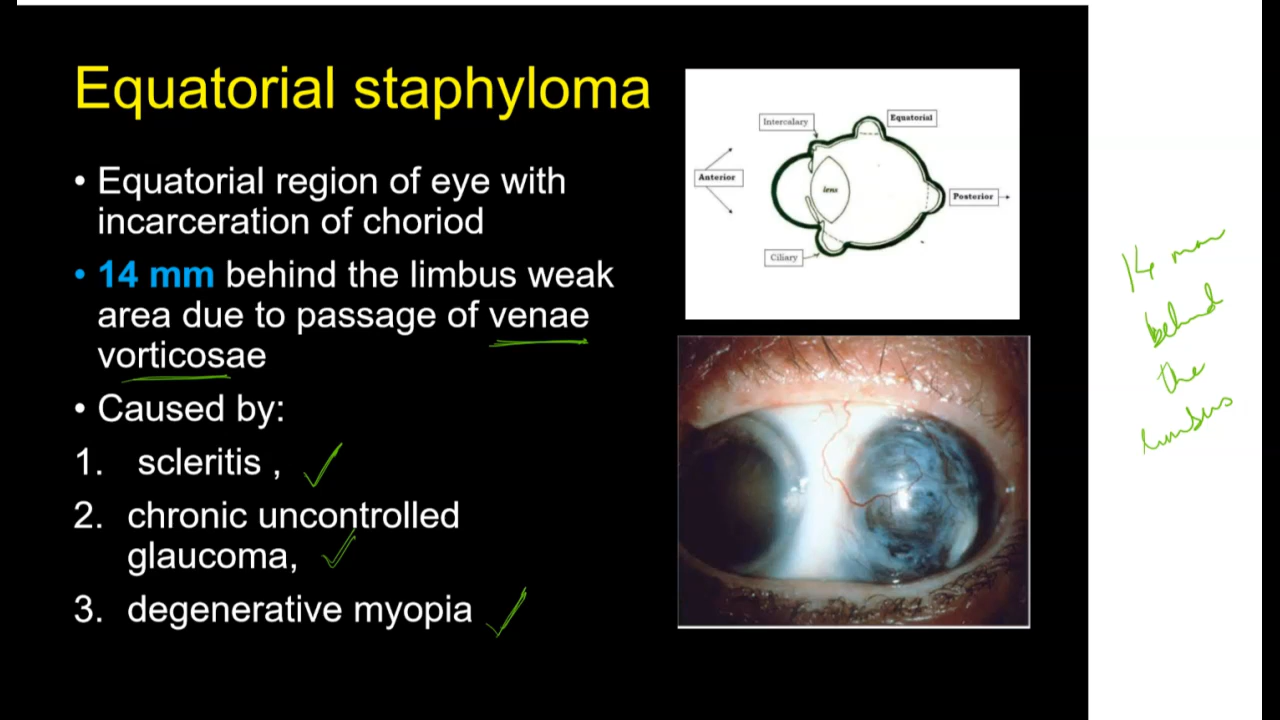 Equatorial staphyloma
• Equatorial region of eye with
incarceration of choriod
• 14 mm behind the limbus weak
area due to passage of venae
vorticosae
• Caused by:
1. scleritis ,
2. chronic uncontrolled
glaucoma,
3. degenerative myopia
Intercalary
Equatorial
Anterior
lens
Posterior
Ciliary
14 mm
behind
the
limbus